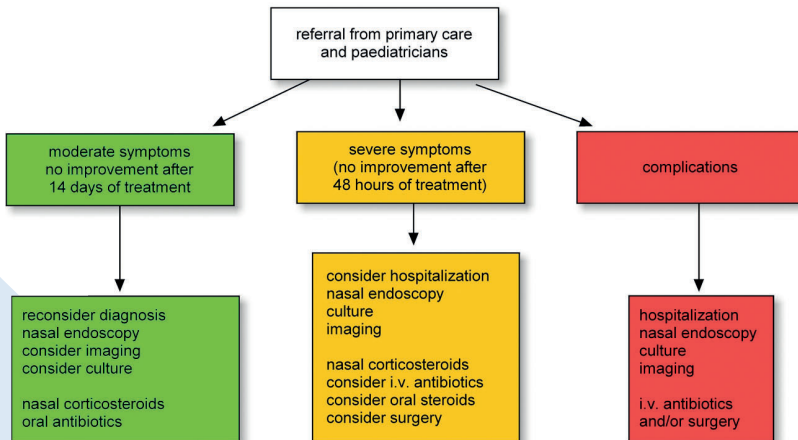 referral from primary care
and paediatricians
moderate symptoms
no improvement after
14 days of treatment
severe symptoms
(no improvement after
48 hours of treatment)
complications
reconsider diagnosis
nasal endoscopy
consider imaging
consider culture
nasal corticosteroids
oral antibiotics
consider hospitalization
nasal endoscopy
culture
imaging
nasal corticosteroids
consider i.v. antibiotics
consider oral steroids
consider surgery
hospitalization
nasal endoscopy
culture
imaging
i.v. antibiotics
and/or surgery